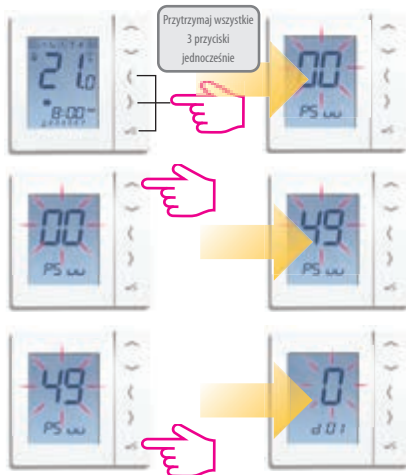 Przytrzymaj wszystkie
3 przyciski
jednocześnie
21.0
8:00
00
PS
00
PS
49
PS
49
PS
0
d01